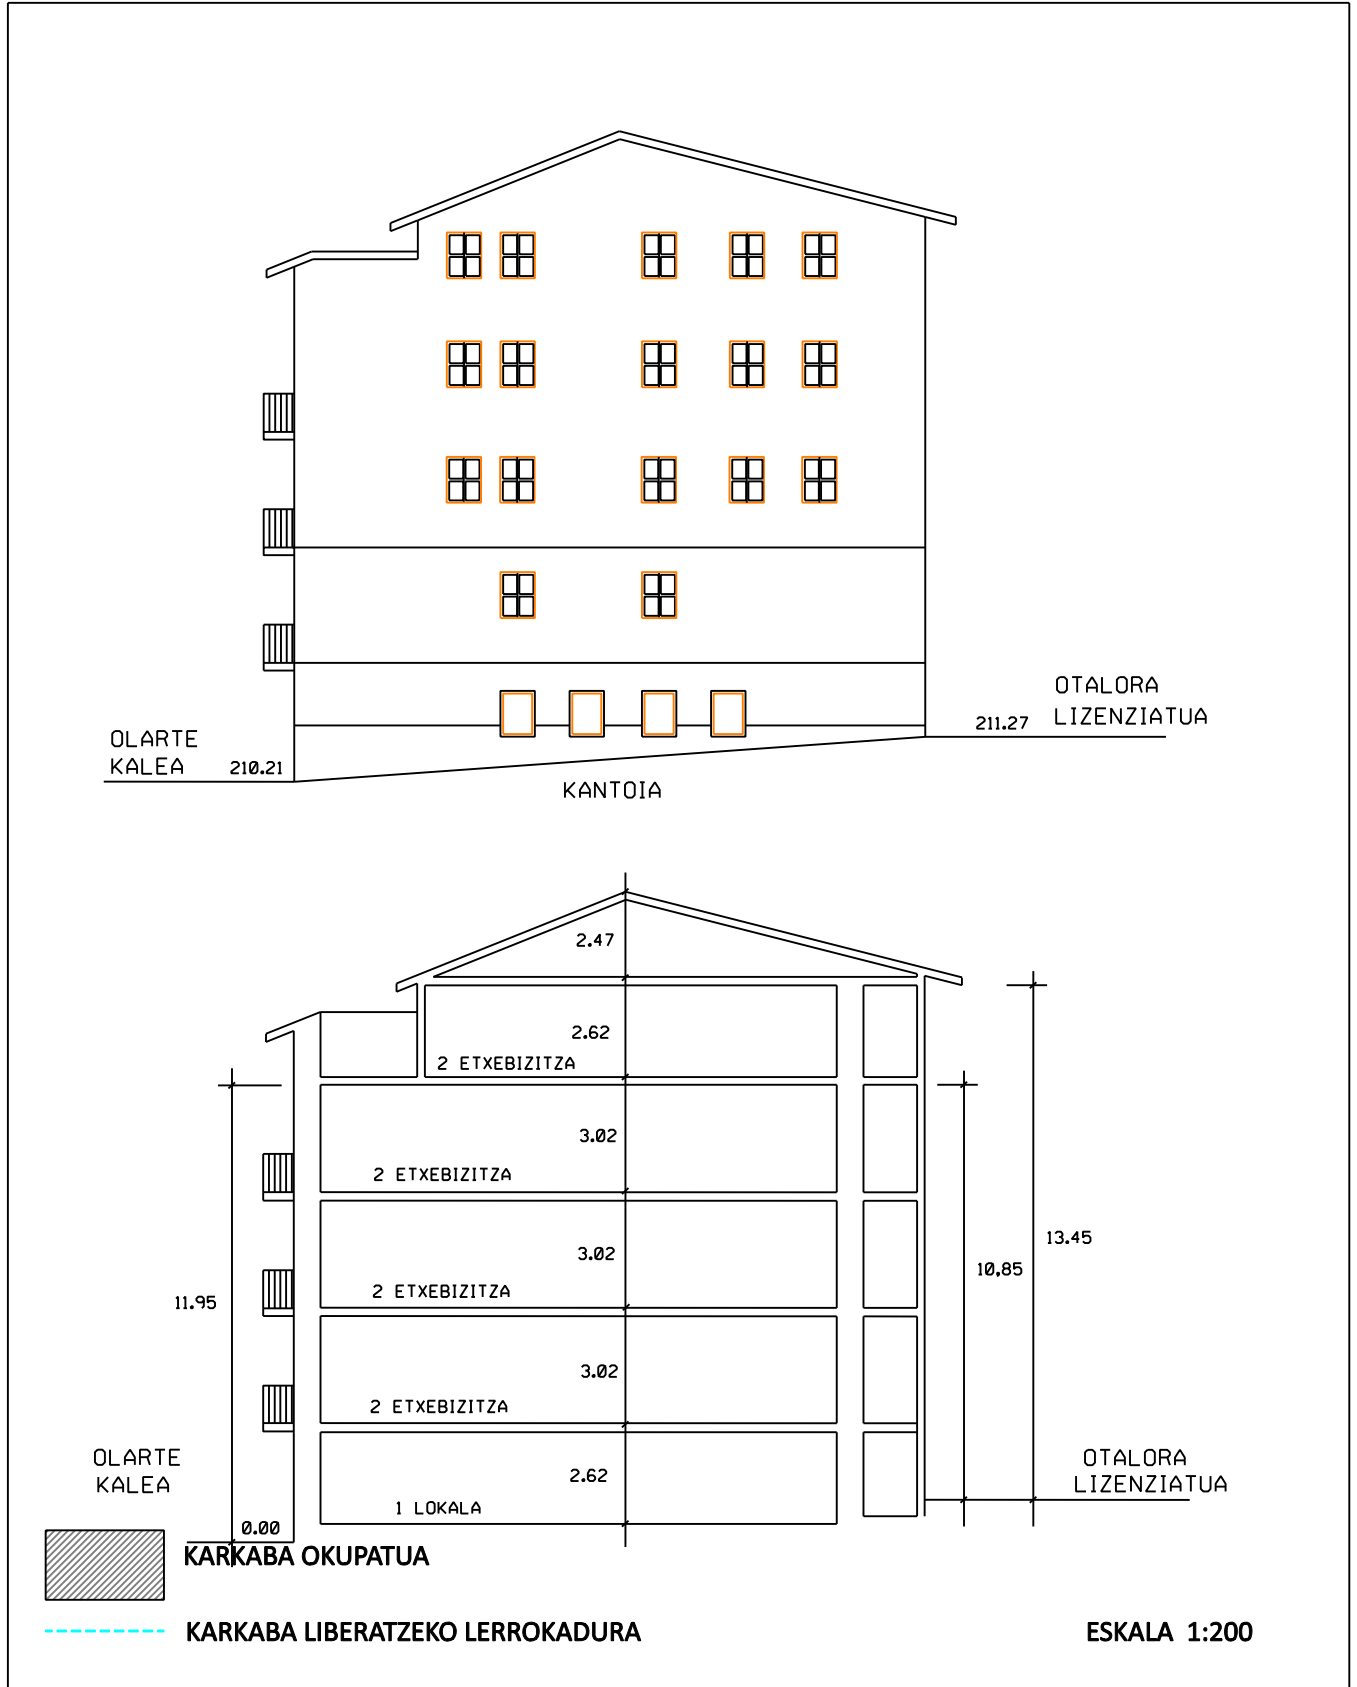 OTALORA
LIZENZIATUA
211.27
OLARTE
KALEA
210.21
KANTOIA
2.47
2.62
2 ETXEBIZITZA
3.02
2 ETXEBIZITZA
3.02
2 ETXEBIZITZA
3.02
2 ETXEBIZITZA
2.62
1 LOKALA
11.95
10,85
13.45
OLARTE
KALEA
0.00
OTALORA
LIZENZIATUA
KARKABA OKUPATUA
KARKABA LIBERATZEKO LERROKADURA
ESKALA 1:200